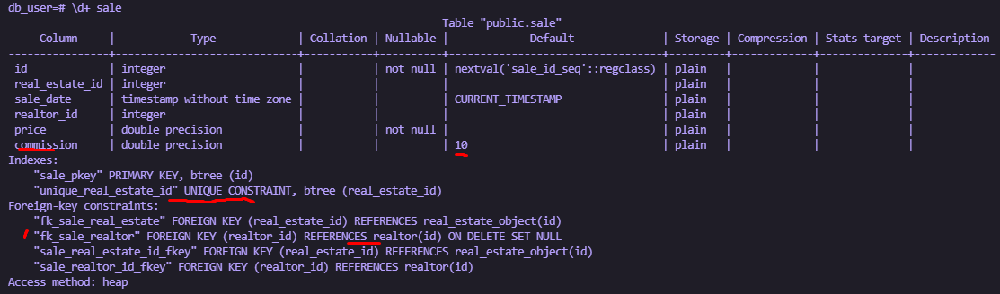 db_user=# \d+ sale
Table "public.sale"
Column | Type | Collation | Nullable | Default | Storage | Compression | Stats target | Description
----------------+-----------------------------+-----------+----------+----------------------------------+---------+-------------+--------------+-------------
id | integer | | not null | nextval('sale_id_seq'::regclass) | plain | | |
real_estate_id | integer | | | | plain | | |
sale_date | timestamp without time zone | | | CURRENT_TIMESTAMP | plain | | |
realtor_id | integer | | | | plain | | |
price | double precision | | not null | | plain | | |
commission | double precision | | | 10 | plain | | |
Indexes:
"sale_pkey" PRIMARY KEY, btree (id)
"unique_real_estate_id" UNIQUE CONSTRAINT, btree (real_estate_id)
Foreign-key constraints:
"fk_sale_real_estate" FOREIGN KEY (real_estate_id) REFERENCES real_estate_object(id)
"fk_sale_realtor" FOREIGN KEY (realtor_id) REFERENCES realtor(id) ON DELETE SET NULL
"sale_real_estate_id_fkey" FOREIGN KEY (real_estate_id) REFERENCES real_estate_object(id)
"sale_realtor_id_fkey" FOREIGN KEY (realtor_id) REFERENCES realtor(id)
Access method: heap